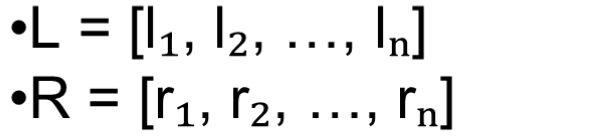 •L = [l₁, l₂, …, lₙ]
•R = [r₁, r₂, …, rₙ]